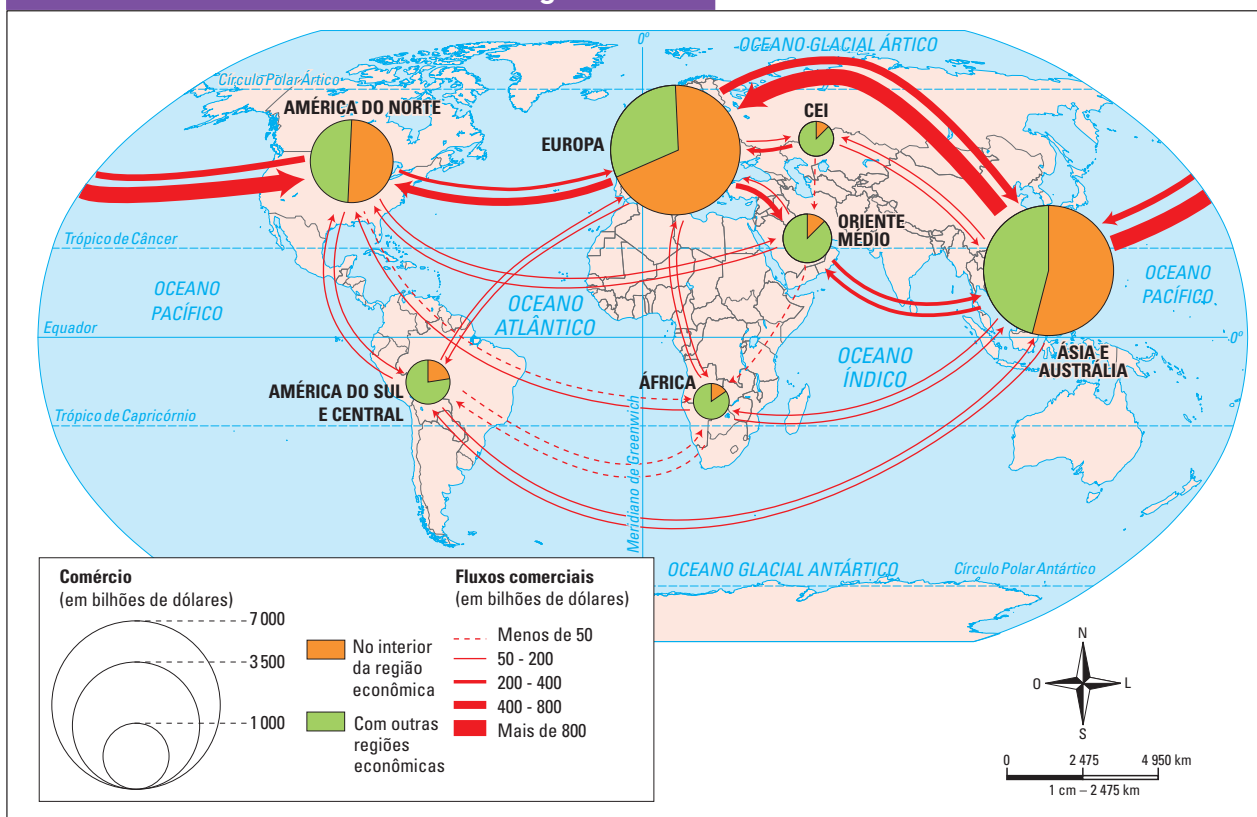 0°
OCEANO GLACIAL ÁRTICO
Círculo Polar Ártico
AMÉRICA DO NORTE
EUROPA
CEI
ORIENTE
MÉDIO
Trópico de Câncer
OCEANO
PACÍFICO
OCEANO
ATLÂNTICO
OCEANO
PACÍFICO
Equador
0°
OCEANO
ÍNDICO
ÁSIA E
AUSTRÁLIA
AMÉRICA DO SUL
E CENTRAL
ÁFRICA
Trópico de Capricórnio
Meridiano de Greenwich
OCEANO GLACIAL ANTÁRTICO
Círculo Polar Antártico
Comércio
(em bilhões de dólares)
7 000
3 500
1 000
No interior
da região
econômica
Com outras
regiões
econômicas
Fluxos comerciais
(em bilhões de dólares)
Menos de 50
50 - 200
200 - 400
400 - 800
Mais de 800
N
O
L
S
0 2 475 4 950 km
1 cm – 2 475 km